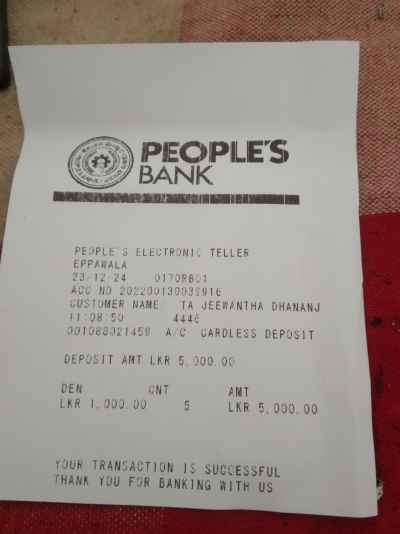 PEOPLE'S
BANK
PEOPLE'S ELECTRONIC TELLER
EPPAWALA
23/12/24 0170RB01
ACC NO 202200130039916
CUSTOMER NAME TA JEEWANTHA DHANANJ
11:08:50 4446
001088021459 A/C CARDLESS DEPOSIT
DEPOSIT AMT LKR 5,000.00
DEN CNT AMT
LKR 1,000.00 5 LKR 5,000.00
YOUR TRANSACTION IS SUCCESSFUL
THANK YOU FOR BANKING WITH US